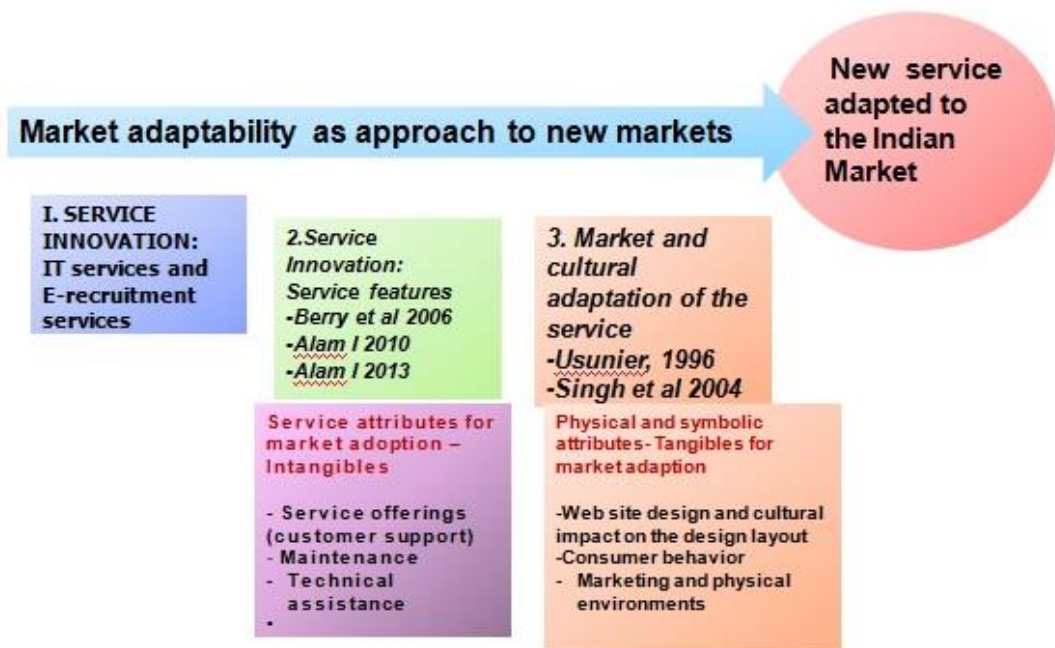 New service
adapted to
the Indian
Market
Market adaptability as approach to new markets
I. SERVICE
INNOVATION:
IT services and
E-recruitment
services
2.Service
Innovation:
Service features
-Berry et al 2006
-Alam I 2010
-Alam I 2013
3. Market and
cultural
adaptation of the
service
-Usunier, 1996
-Singh et al 2004
Service attributes for
market adoption –
Intangibles
- Service offerings
(customer support)
- Maintenance
- Technical
assistance
•
Physical and symbolic
attributes- Tangibles for
market adaption
-Web site design and cultural
impact on the design layout
-Consumer behavior
- Marketing and physical
environments